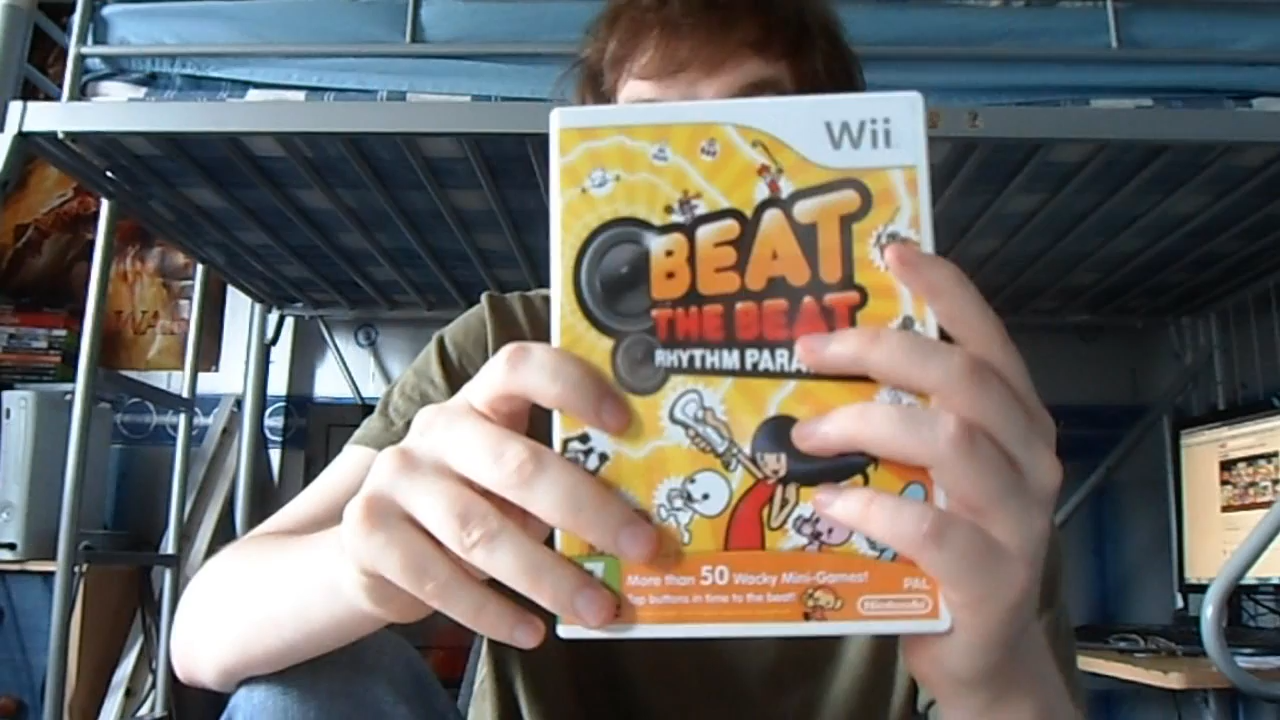 Wii
BEAT
THE BEAT
RHYTHM PARA
More than 50 Wacky Mini-Games!
Tap buttons in time to the beat!
PAL
Nintendo